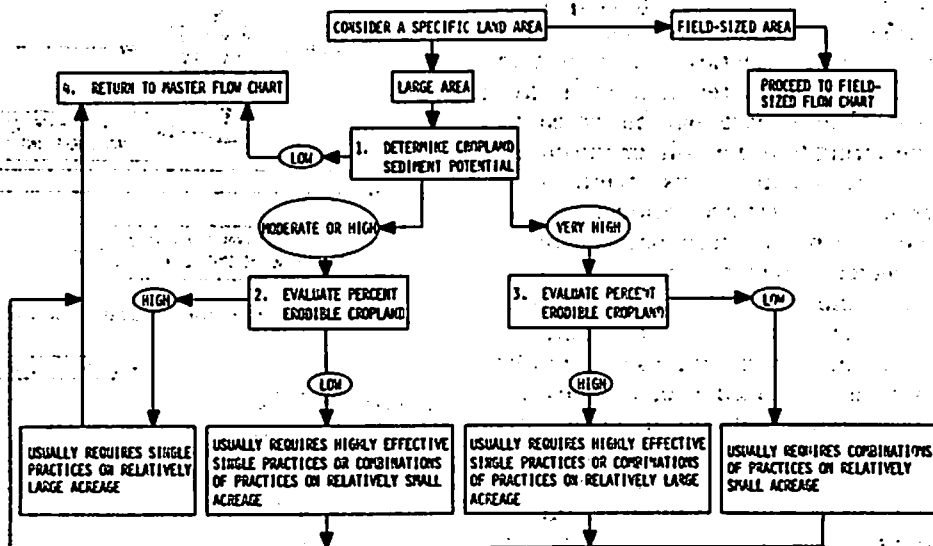 CONSIDER A SPECIFIC LAND AREA
FIELD-SIZED AREA
4. RETURN TO MASTER FLOW CHART
LARGE AREA
PROCEED TO FIELD-
SIZED FLOW CHART
1. DETERMINE CROPLAND
SEDIMENT POTENTIAL
LOW
MODERATE OR HIGH
VERY HIGH
2. EVALUATE PERCENT
ERODIBLE CROPLAND
3. EVALUATE PERCENT
ERODIBLE CROPLAND
HIGH
LOW
LOW
HIGH
USUALLY REQUIRES SINGLE
PRACTICES ON RELATIVELY
LARGE ACREAGE
USUALLY REQUIRES HIGHLY EFFECTIVE
SINGLE PRACTICES OR COMBINATIONS
OF PRACTICES ON RELATIVELY SMALL
ACREAGE
USUALLY REQUIRES HIGHLY EFFECTIVE
SINGLE PRACTICES OR COMBINATIONS
OF PRACTICES ON RELATIVELY LARGE
ACREAGE
USUALLY REQUIRES COMBINATIONS
OF PRACTICES ON RELATIVELY
SMALL ACREAGE